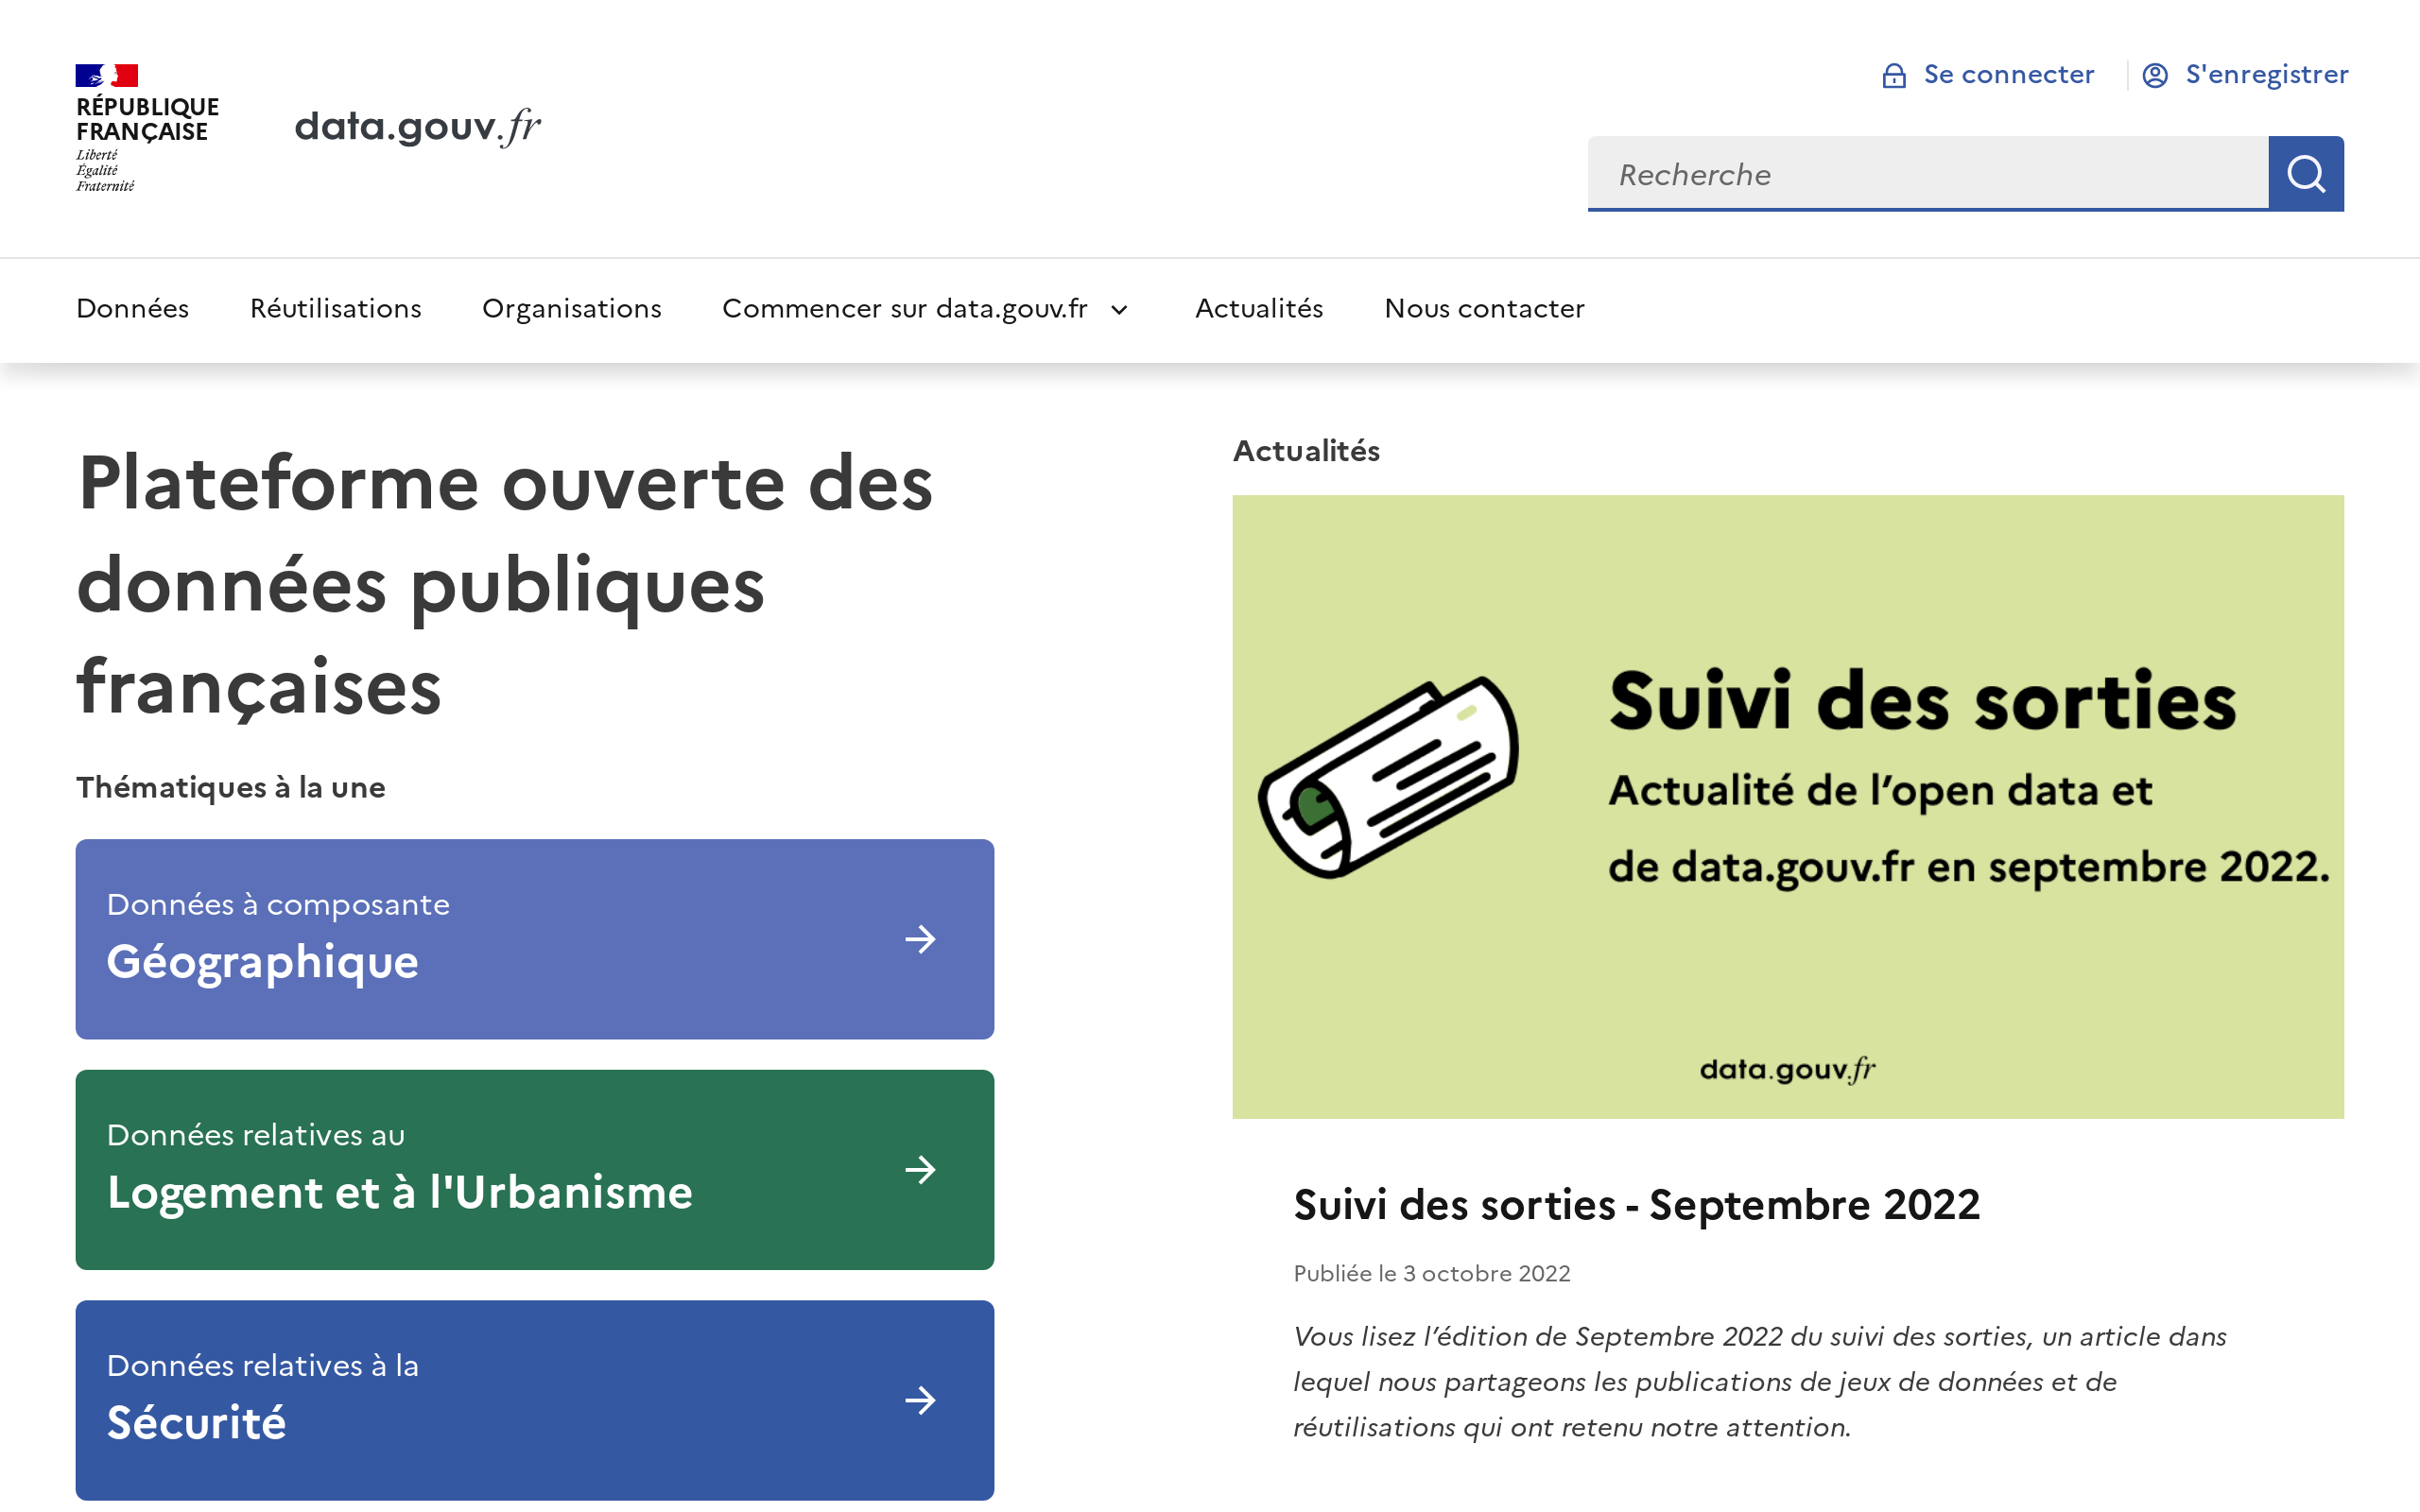 RÉPUBLIQUE
FRANÇAISE
Liberté
Égalité
Fraternité
data.gouv.fr
Se connecter
S'enregistrer
Recherche
Données
Réutilisations
Organisations
Commencer sur data.gouv.fr
Actualités
Nous contacter
Plateforme ouverte des
données publiques
françaises
Thématiques à la une
Données à composante
Géographique
Données relatives au
Logement et à l'Urbanisme
Données relatives à la
Sécurité
Actualités
Suivi des sorties
Actualité de l’open data et
de data.gouv.fr en septembre 2022.
data.gouv.fr
Suivi des sorties - Septembre 2022
Publiée le 3 octobre 2022
Vous lisez l’édition de Septembre 2022 du suivi des sorties, un article dans
lequel nous partageons les publications de jeux de données et de
réutilisations qui ont retenu notre attention.